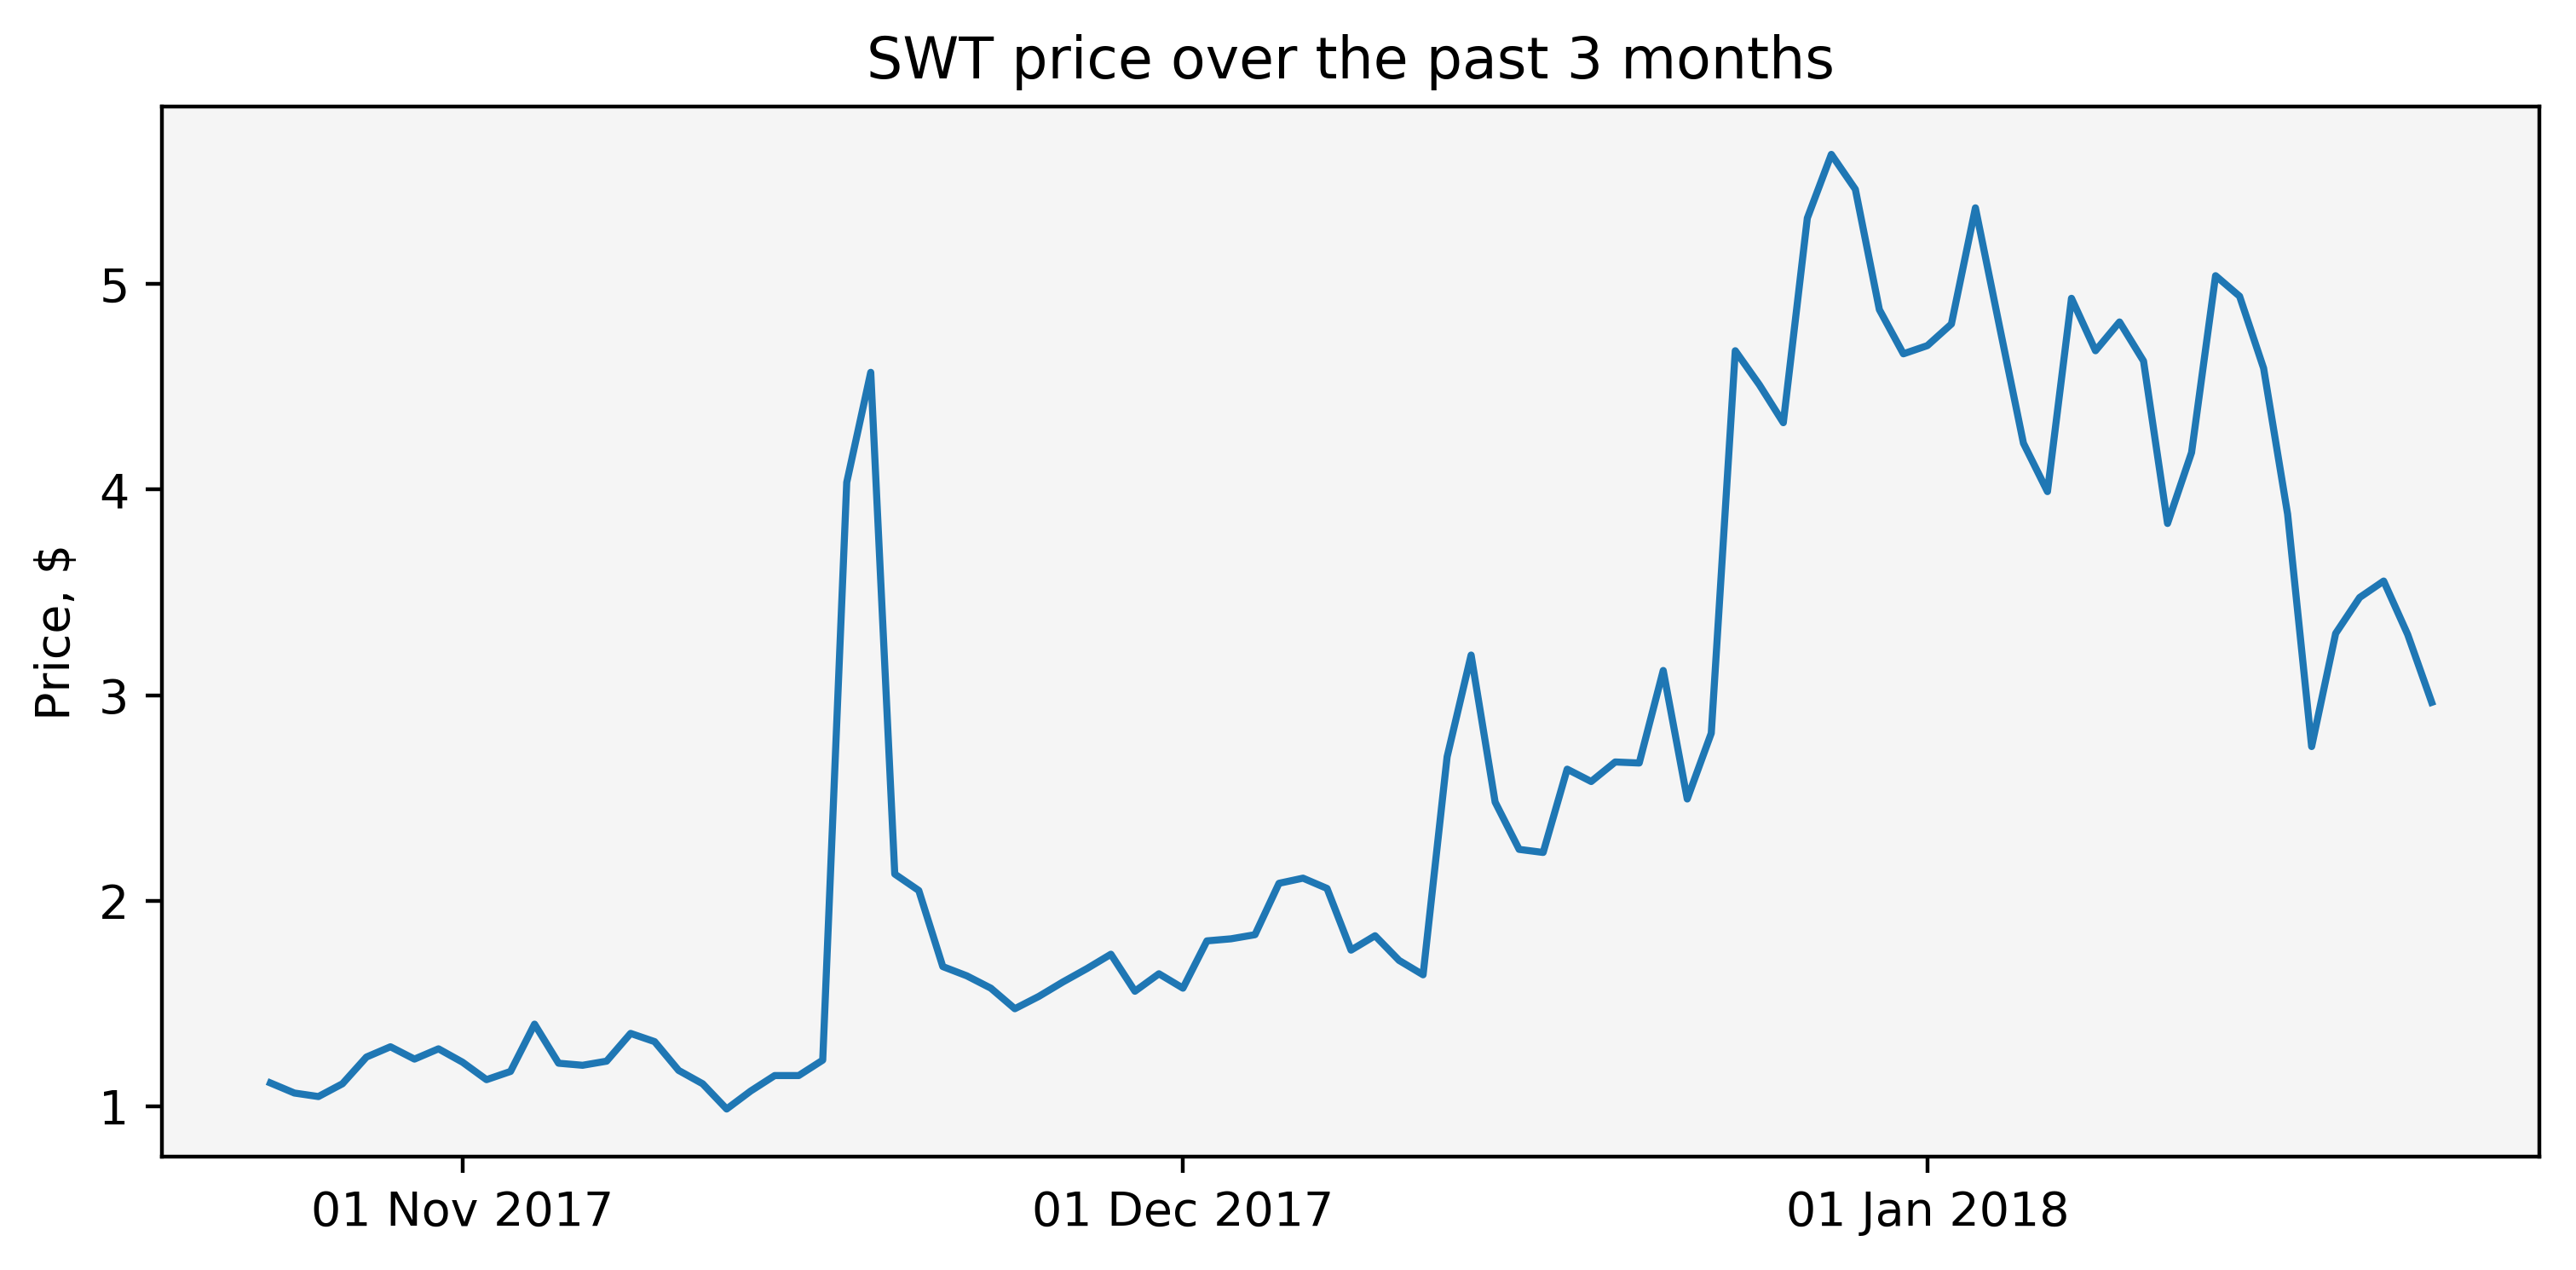 SWT price over the past 3 months
Price, $
5
4
3
2
1
01 Nov 2017
01 Dec 2017
01 Jan 2018